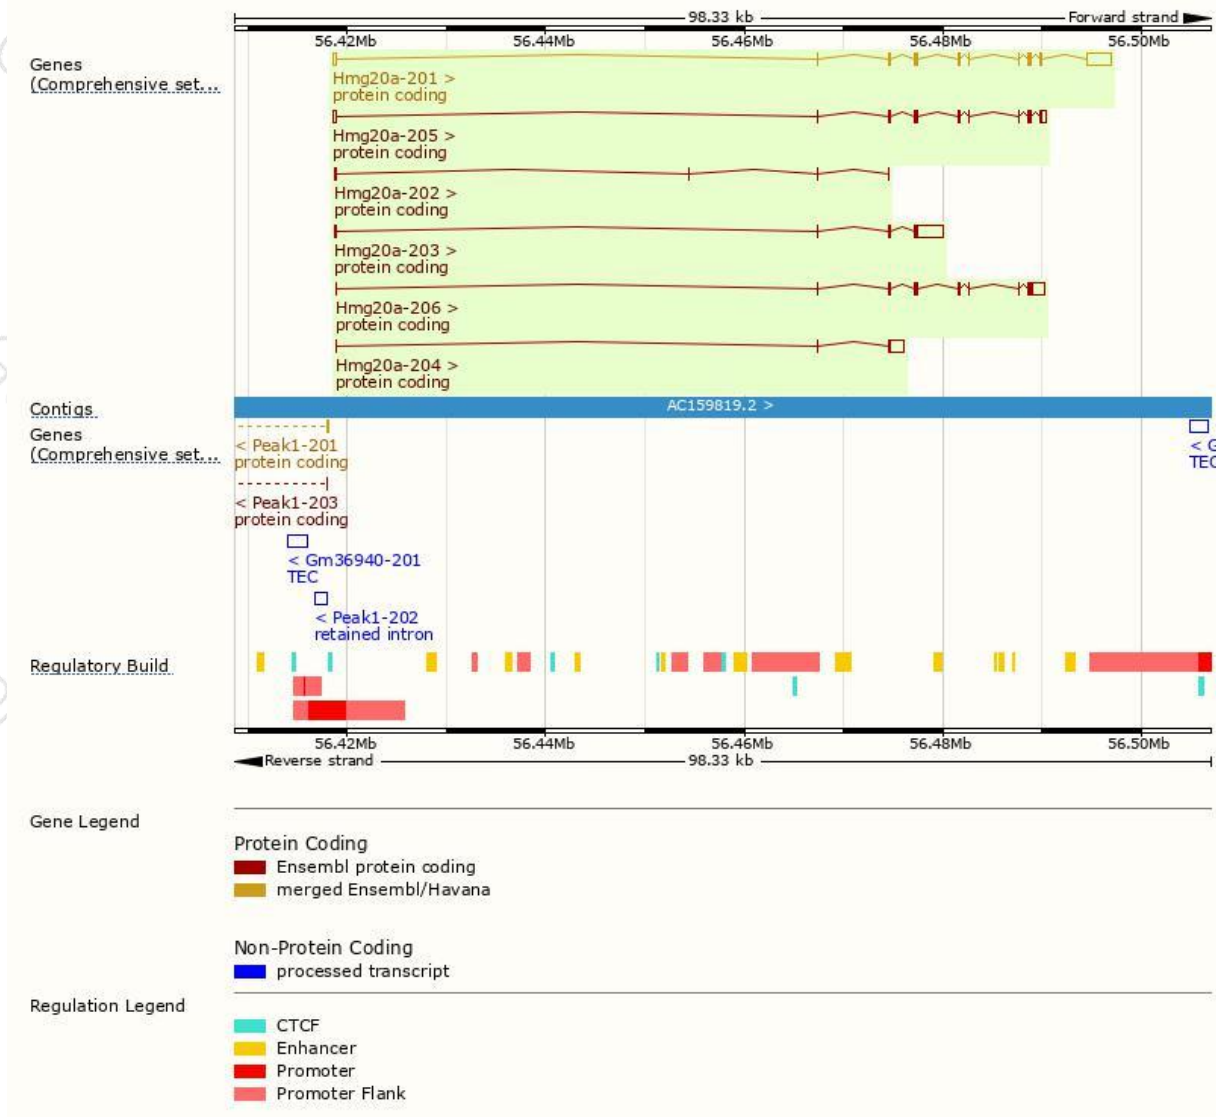 98.33 kb
Forward strand
56.42Mb 56.44Mb 56.46Mb 56.48Mb 56.50Mb
Genes
(Comprehensive set...
Hmg20a-201 >
protein coding
Hmg20a-205 >
protein coding
Hmg20a-202 >
protein coding
Hmg20a-203 >
protein coding
Hmg20a-206 >
protein coding
Hmg20a-204 >
protein coding
Contigs
AC159819.2 >
Genes
(Comprehensive set...
< Peak1-201
protein coding
< G
TEC
< Peak1-203
protein coding
< Gm36940-201
TEC
< Peak1-202
retained intron
Regulatory Build
56.42Mb 56.44Mb 56.46Mb 56.48Mb 56.50Mb
Reverse strand
98.33 kb
Gene Legend
Protein Coding
Ensembl protein coding
merged Ensembl/Havana
Non-Protein Coding
processed transcript
Regulation Legend
CTCF
Enhancer
Promoter
Promoter Flank